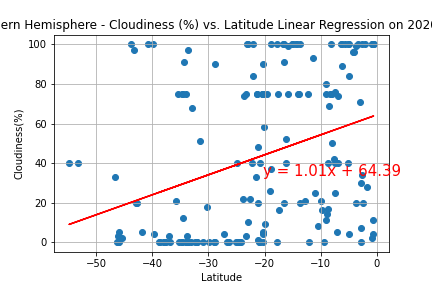 ern Hemisphere - Cloudiness (%) vs. Latitude Linear Regression on 202
100
80
60
40
20
0
Cloudiness(%)
y = 1.01x + 64.39
−50 −40 −30 −20 −10 0
Latitude